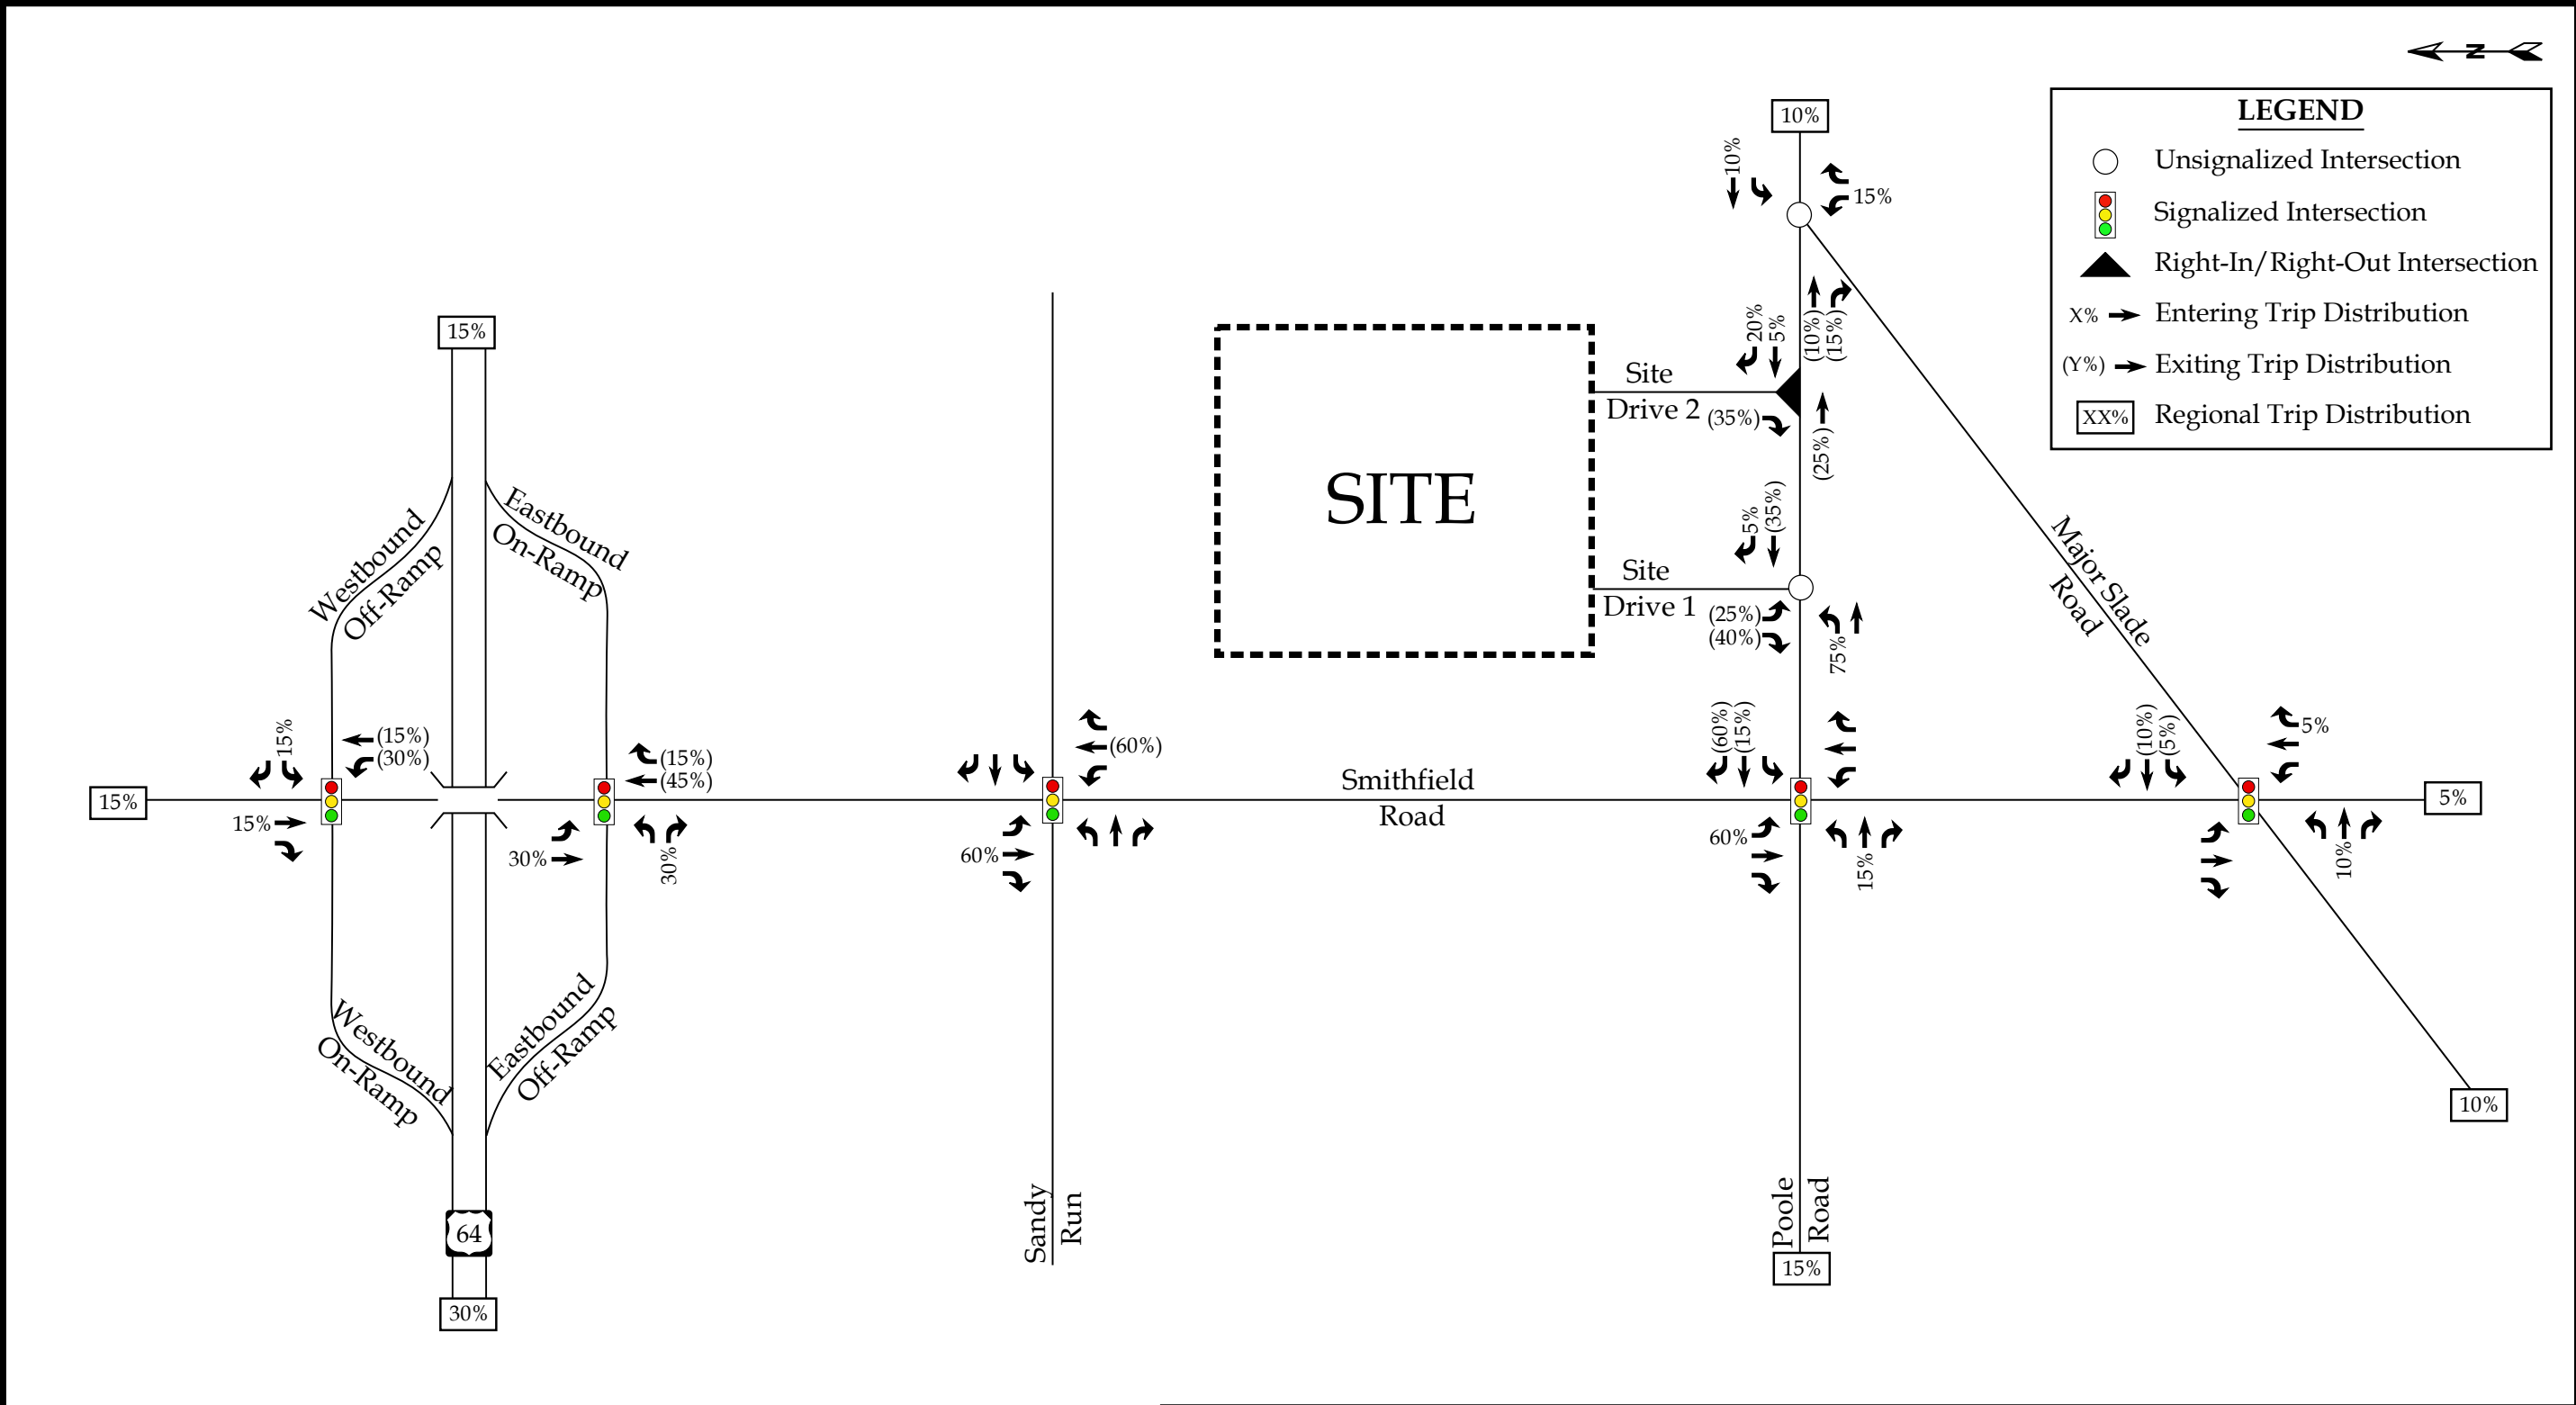 N
LEGEND
Unsignalized Intersection
Signalized Intersection
Right-In/Right-Out Intersection
X% Entering Trip Distribution
(Y%) Exiting Trip Distribution
XX% Regional Trip Distribution
10%
10%
15%
20%
5%
(10%)
(15%)
Site
Drive 2
(35%)
(25%)
SITE
5%
(35%)
Site
Drive 1
(25%)
(40%)
75%
Major Slade
Road
15%
Westbound
Off-Ramp
Eastbound
On-Ramp
15%
(15%)
(30%)
15%
15%
(15%)
(45%)
30%
30%
(60%)
60%
Smithfield
Road
(60%)
(15%)
60%
15%
(10%)
(5%)
5%
10%
5%
10%
Westbound
On-Ramp
Eastbound
Off-Ramp
64
30%
Sandy
Run
Poole
Road
15%